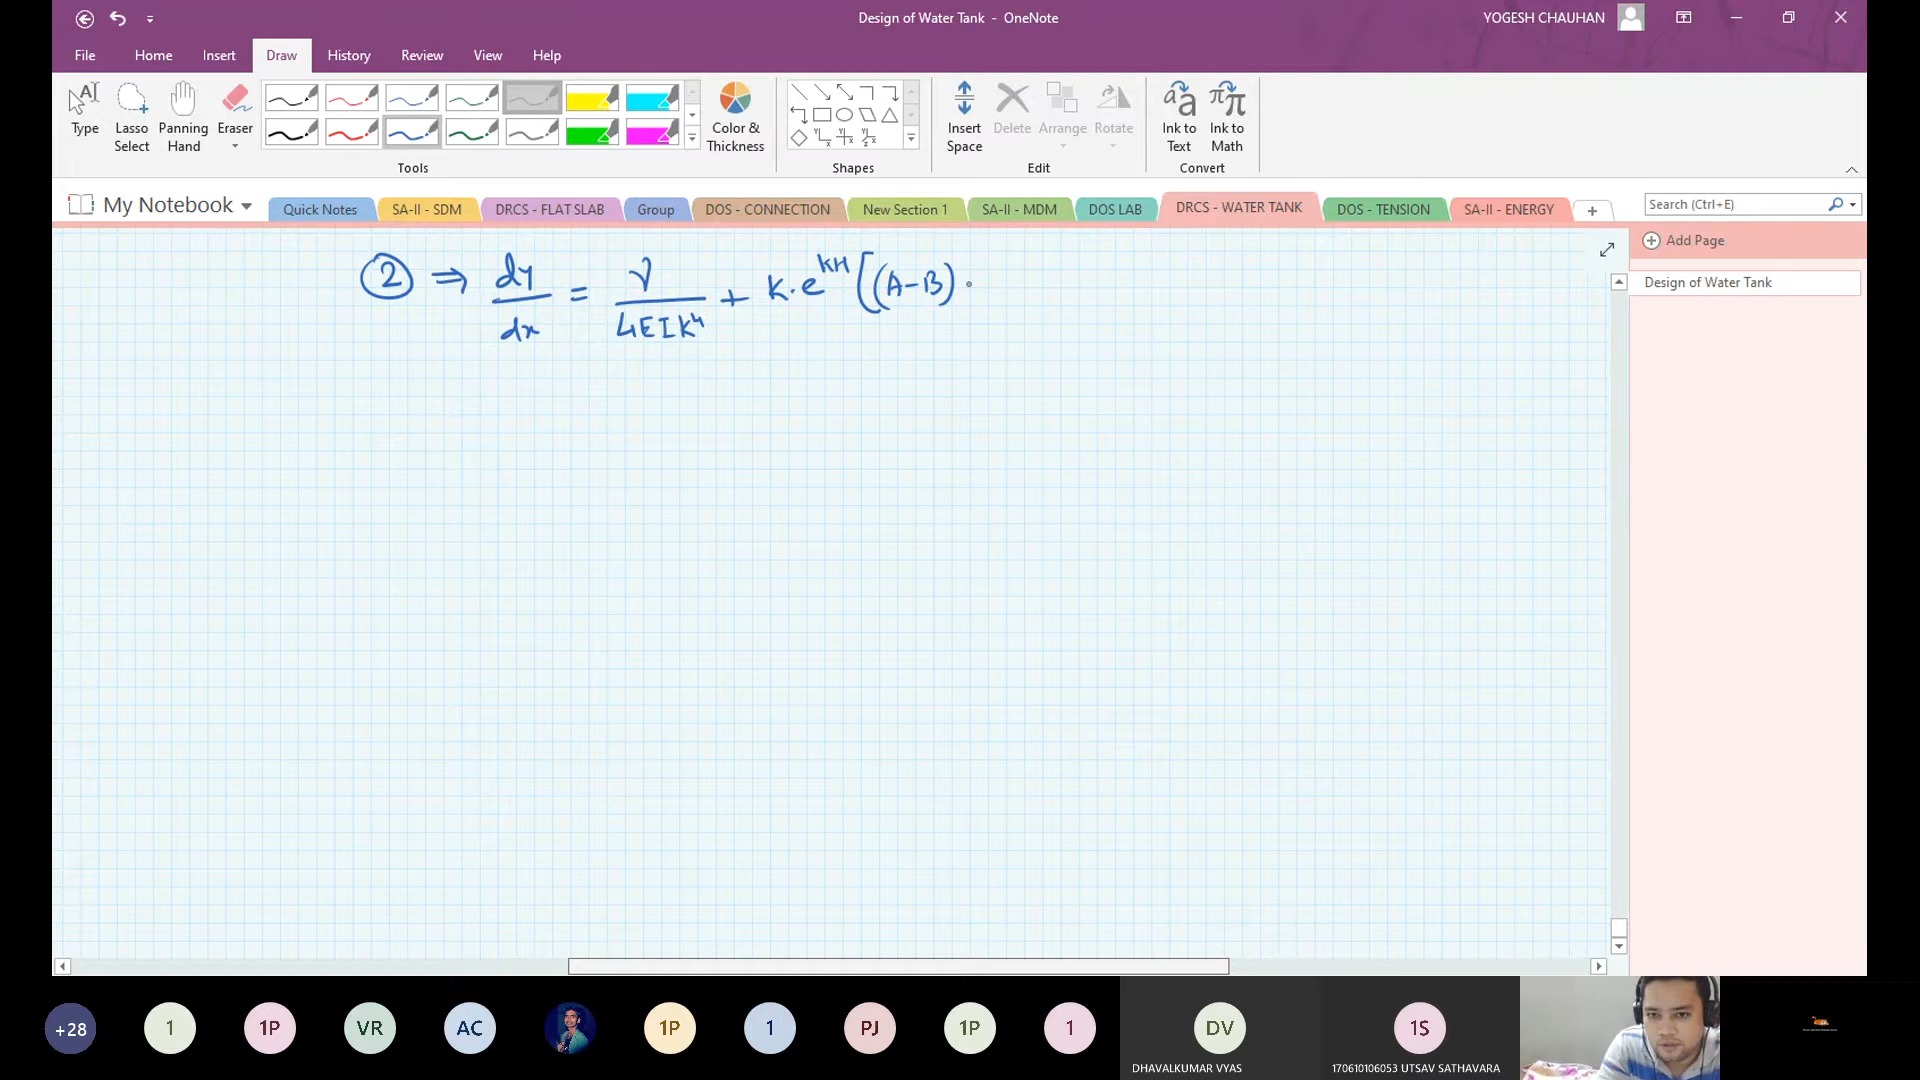 Design of Water Tank - OneNote
YOGESH CHAUHAN
File Home Insert Draw History Review View Help
Type
Lasso Select
Panning Hand
Eraser
Color & Thickness
Insert Space
Delete
Arrange
Rotate
Ink to Text
Ink to Math
Tools
Shapes
Edit
Convert
My Notebook
Quick Notes
SA-II - SDM
DRCS - FLAT SLAB
Group
DOS - CONNECTION
New Section 1
SA-II - MDM
DOS LAB
DRCS - WATER TANK
DOS - TENSION
SA-II - ENERGY
Search (Ctrl+E)
Add Page
Design of Water Tank
② ⇒ dy/dx = γ/4EIK⁴ + K·e^KH [(A-B)
+28
1
1P
VR
AC
1P
1
PJ
1P
1
DV
1S
DHAVALKUMAR VYAS
170610106053 UTSAV SATHAVARA